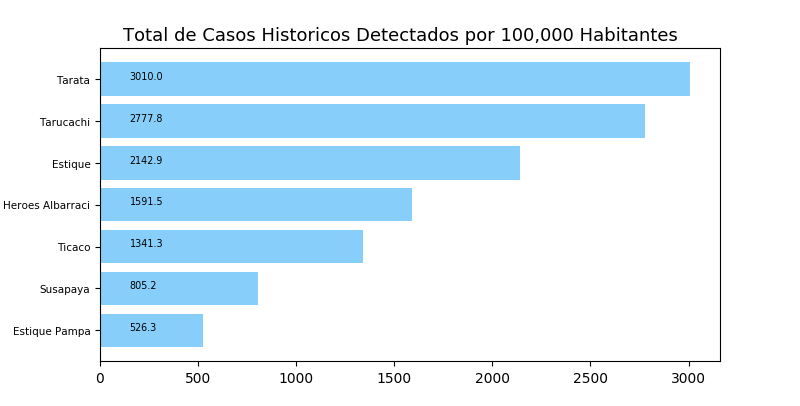 Total de Casos Historicos Detectados por 100,000 Habitantes
Tarata 3010.0
Tarucachi 2777.8
Estique 2142.9
Heroes Albarraci 1591.5
Ticaco 1341.3
Susapaya 805.2
Estique Pampa 526.3
0 500 1000 1500 2000 2500 3000